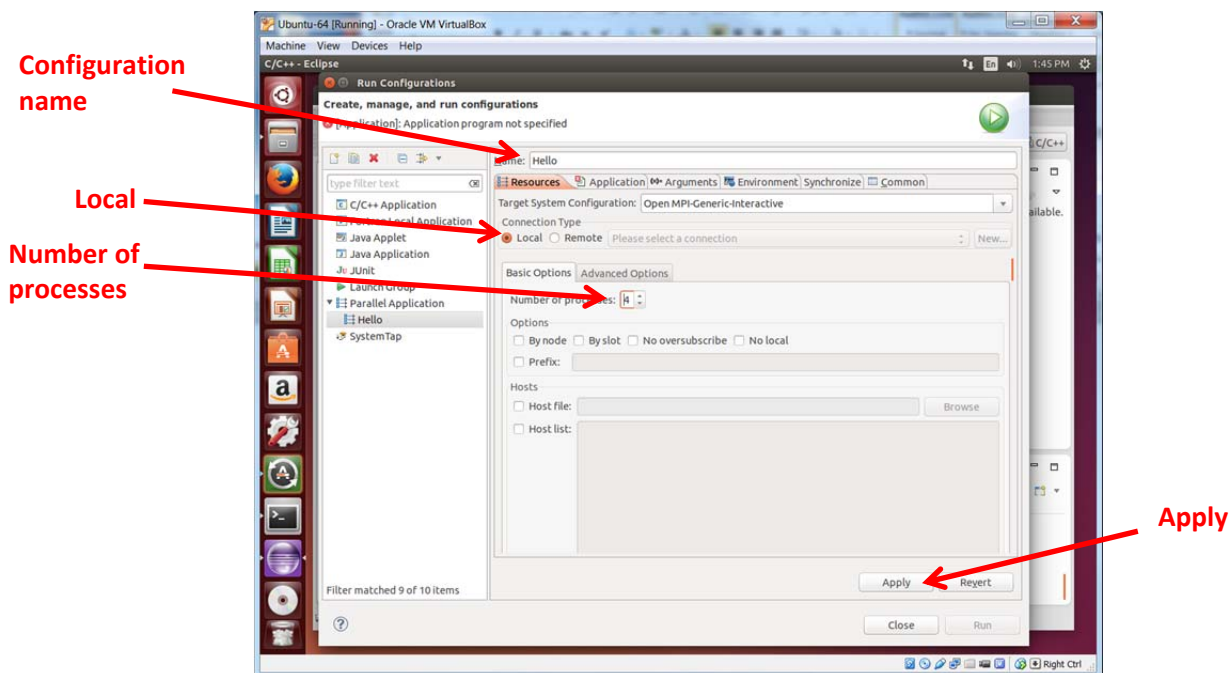 Ubuntu-64 [Running] - Oracle VM VirtualBox
Machine View Devices Help
C/C++ - Eclipse
En
1:45 PM
Configuration
name
Run Configurations
Create, manage, and run configurations
[Application]: Application program not specified
C/C++
Name: Hello
type filter text
Resources Application Arguments Environment Synchronize Common
Target System Configuration: Open MPI-Generic-Interactive
ailable.
Connection Type
Local Remote Please select a connection New...
Local
C/C++ Application
Fortran Local Application
Java Applet
Java Application
JUnit
Launch Group
Parallel Application
Hello
SystemTap
Number of
processes
Basic Options Advanced Options
Number of processes: 4
Options
By node By slot No oversubscribe No local
Prefix:
Hosts
Host file: Browse
Host list:
Apply
Filter matched 9 of 10 items
Apply Revert
Close Run
Right Ctrl